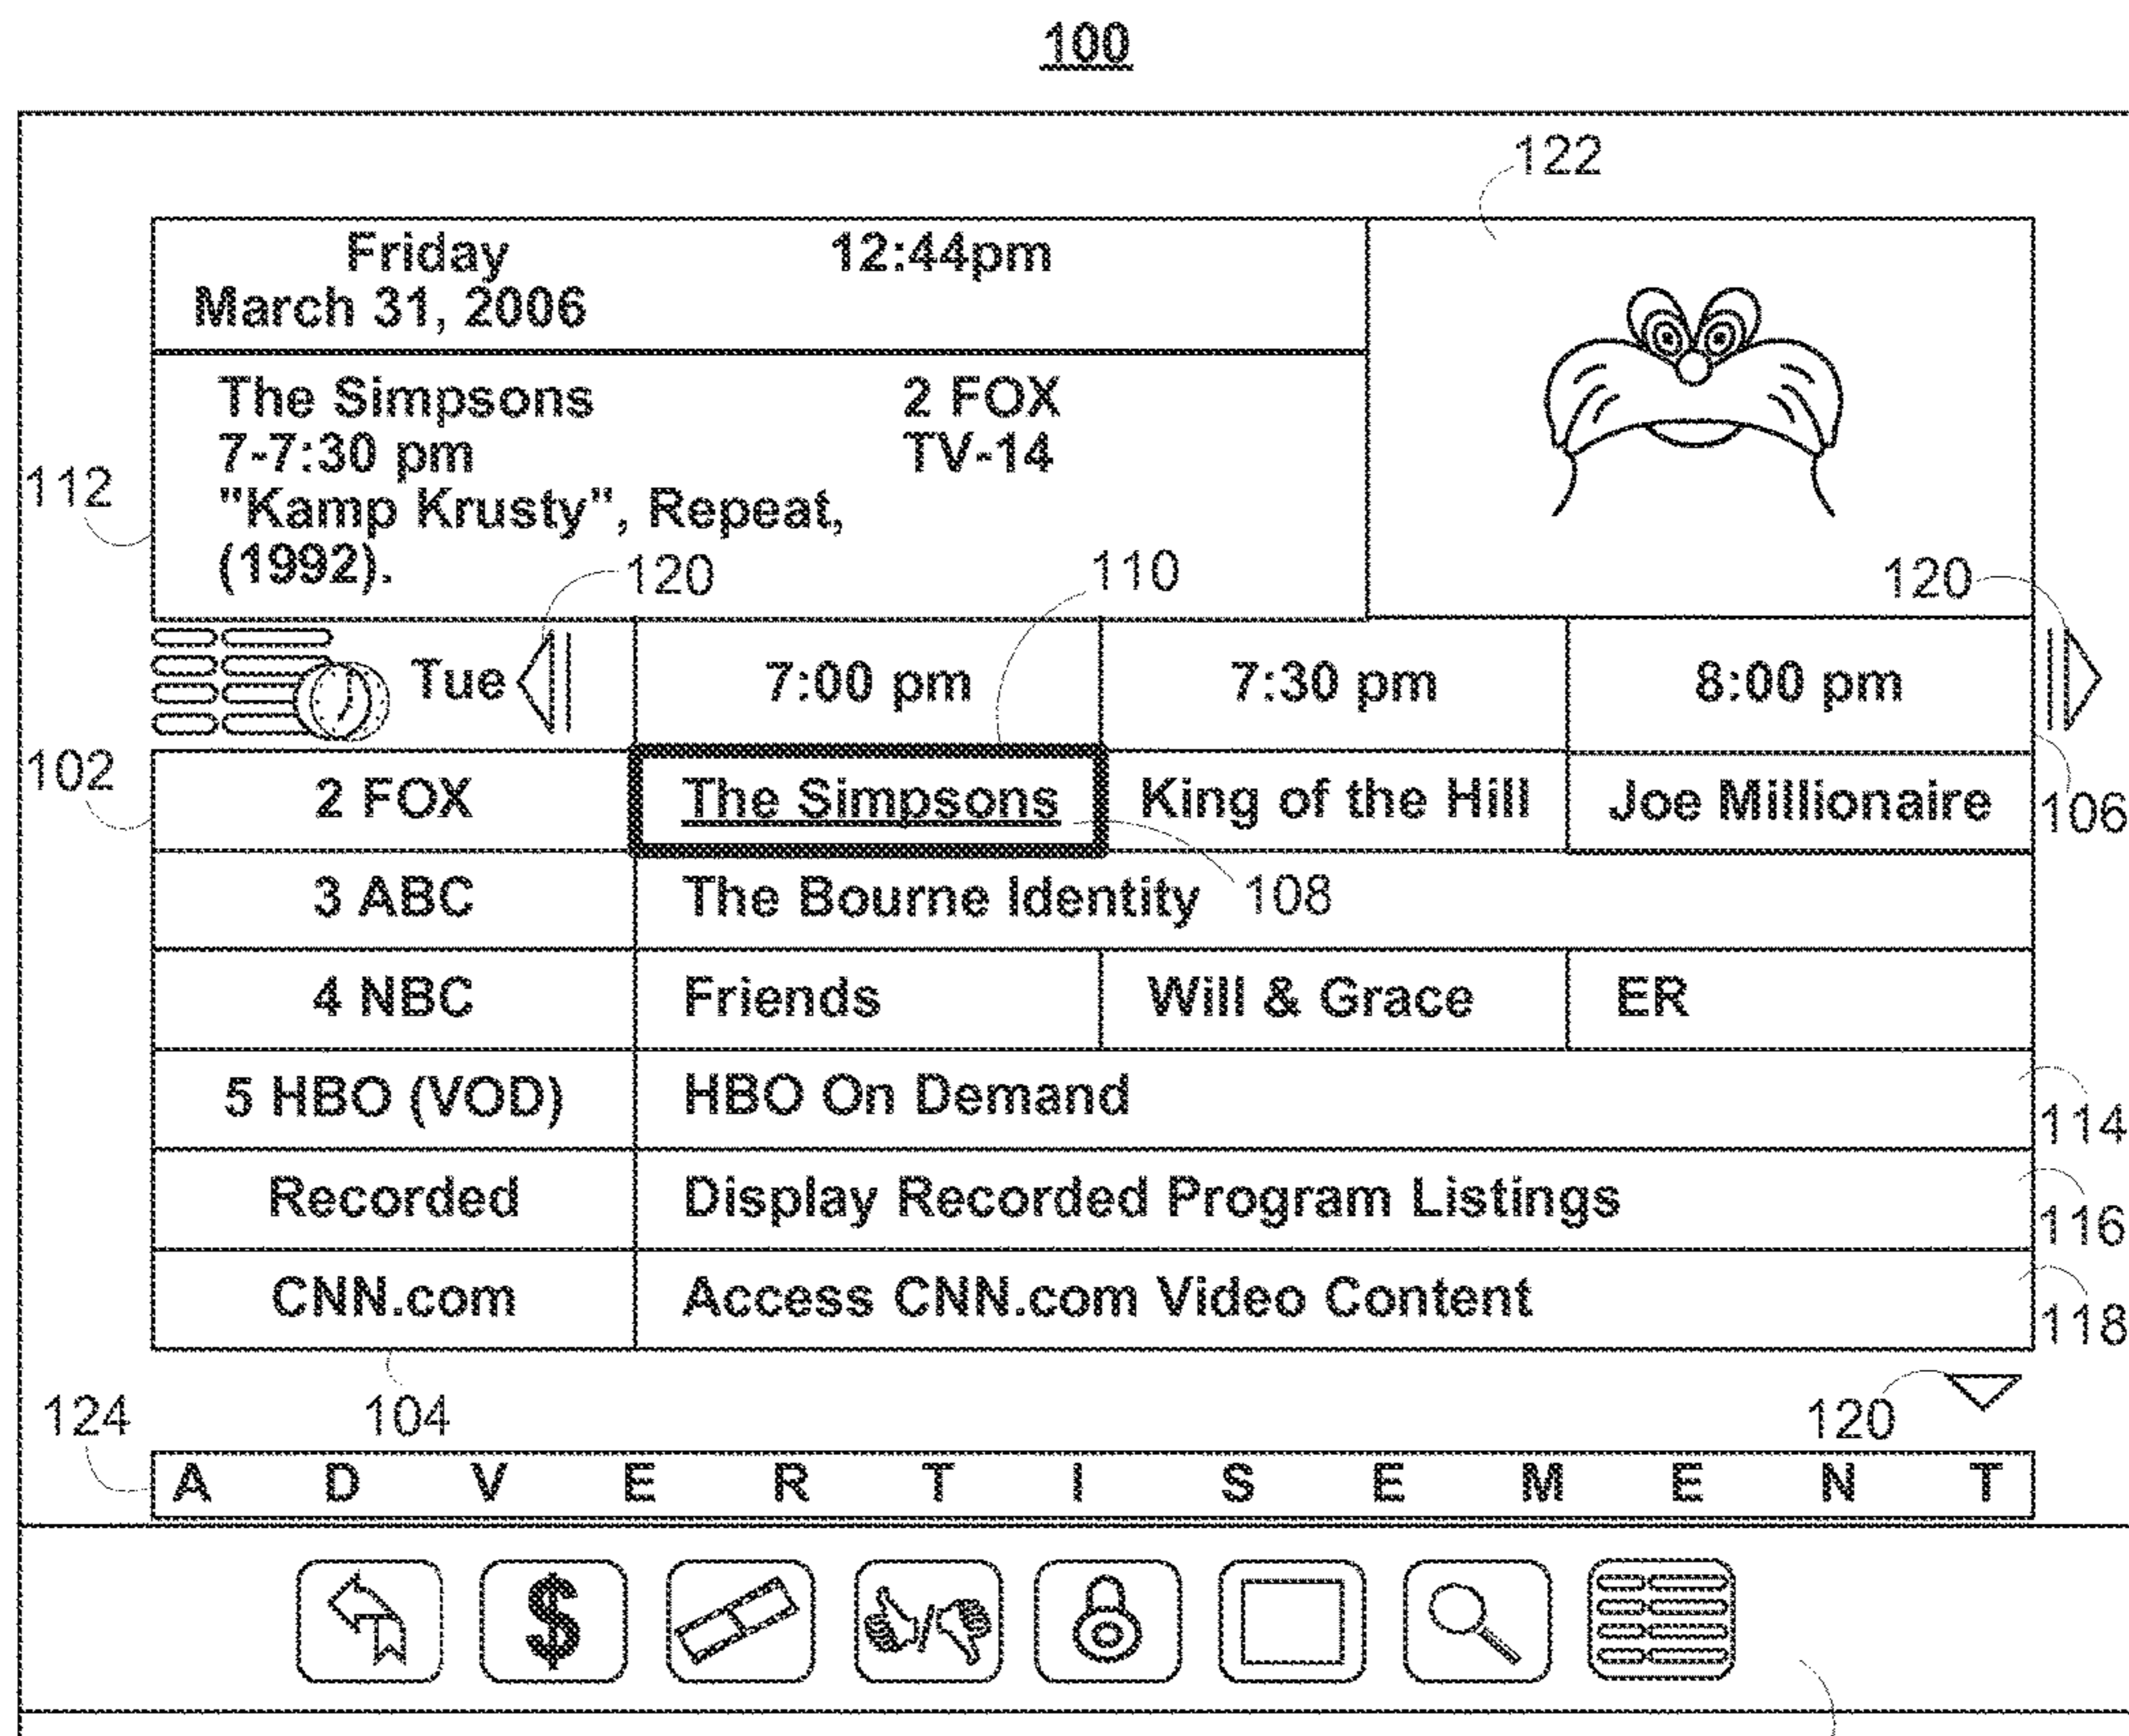 100
122
Friday 12:44pm
March 31, 2006
The Simpsons 2 FOX
7-7:30 pm TV-14
112
"Kamp Krusty", Repeat,
(1992).
120 110 120
Tue 7:00 pm 7:30 pm 8:00 pm
102
2 FOX The Simpsons King of the Hill Joe Millionaire
106
3 ABC The Bourne Identity 108
4 NBC Friends Will & Grace ER
5 HBO (VOD) HBO On Demand
114
Recorded Display Recorded Program Listings
116
CNN.com Access CNN.com Video Content
118
124 104 120
A D V E R T I S E M E N T
$